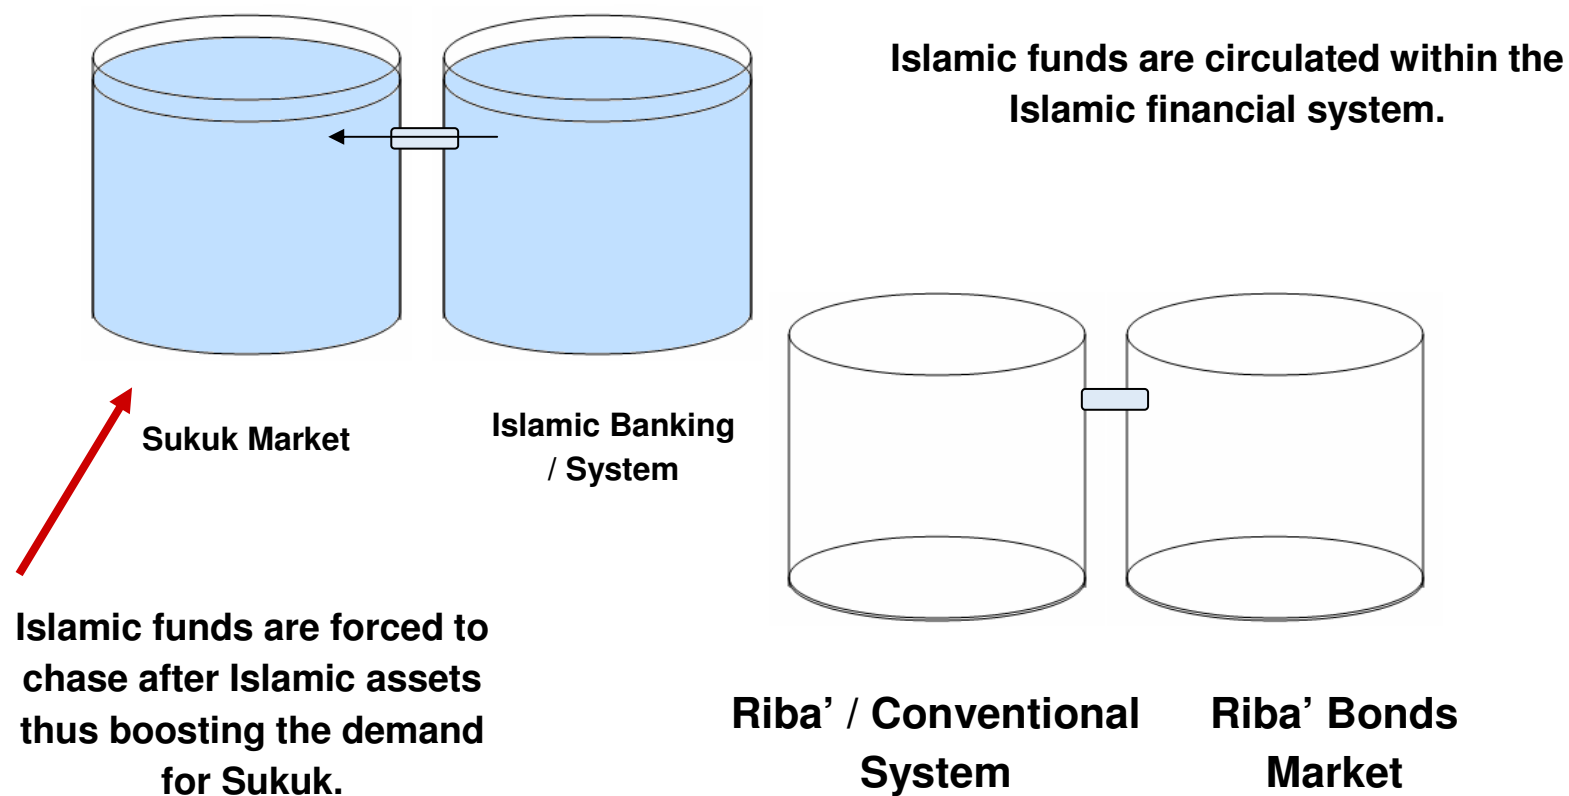 Islamic funds are circulated within the
Islamic financial system.
Sukuk Market
Islamic Banking
/ System
Islamic funds are forced to
chase after Islamic assets
thus boosting the demand
for Sukuk.
Riba’ / Conventional
System
Riba’ Bonds
Market